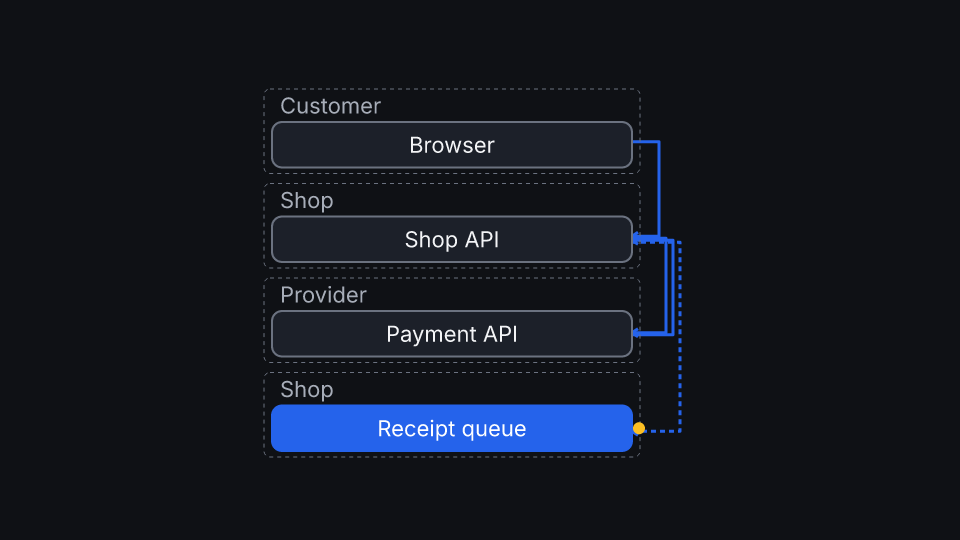 Customer
Browser
Shop
Shop API
Provider
Payment API
Shop
Receipt queue